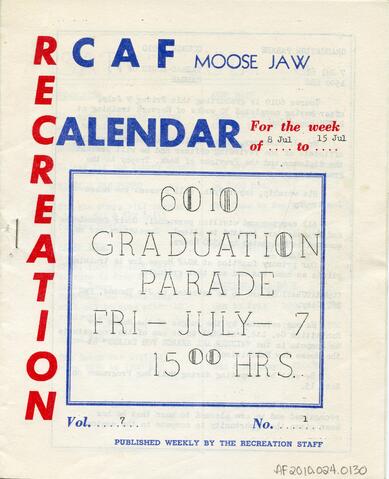 RECREATION
CAF MOOSE JAW
CALENDAR
For the week
of 8 Jul to 15 Jul
6010
GRADUATION
PARADE
FRI- JULY- 7
15 00 HRS.
Vol. 7 No. 1
PUBLISHED WEEKLY BY THE RECREATION STAFF
AF2010.024.0130